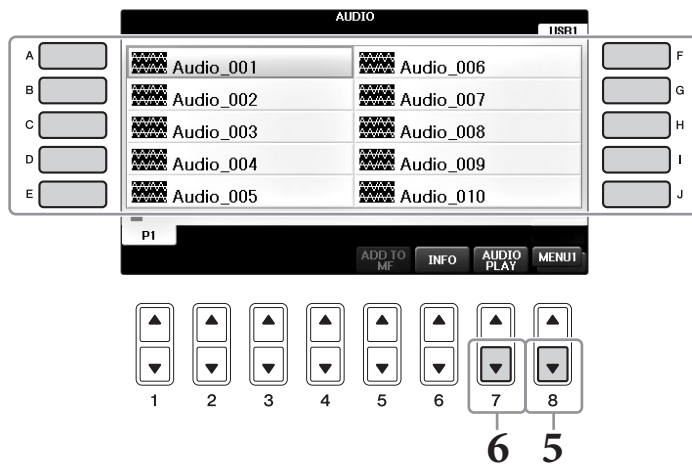 AUDIO
USB1
A
F
Audio_001
Audio_006
B
G
Audio_002
Audio_007
C
H
Audio_003
Audio_008
D
I
Audio_004
Audio_009
E
J
Audio_005
Audio_010
P1
ADD TO MF
INFO
AUDIO PLAY
MENU1
1 2 3 4 5 6 7 8
6 5